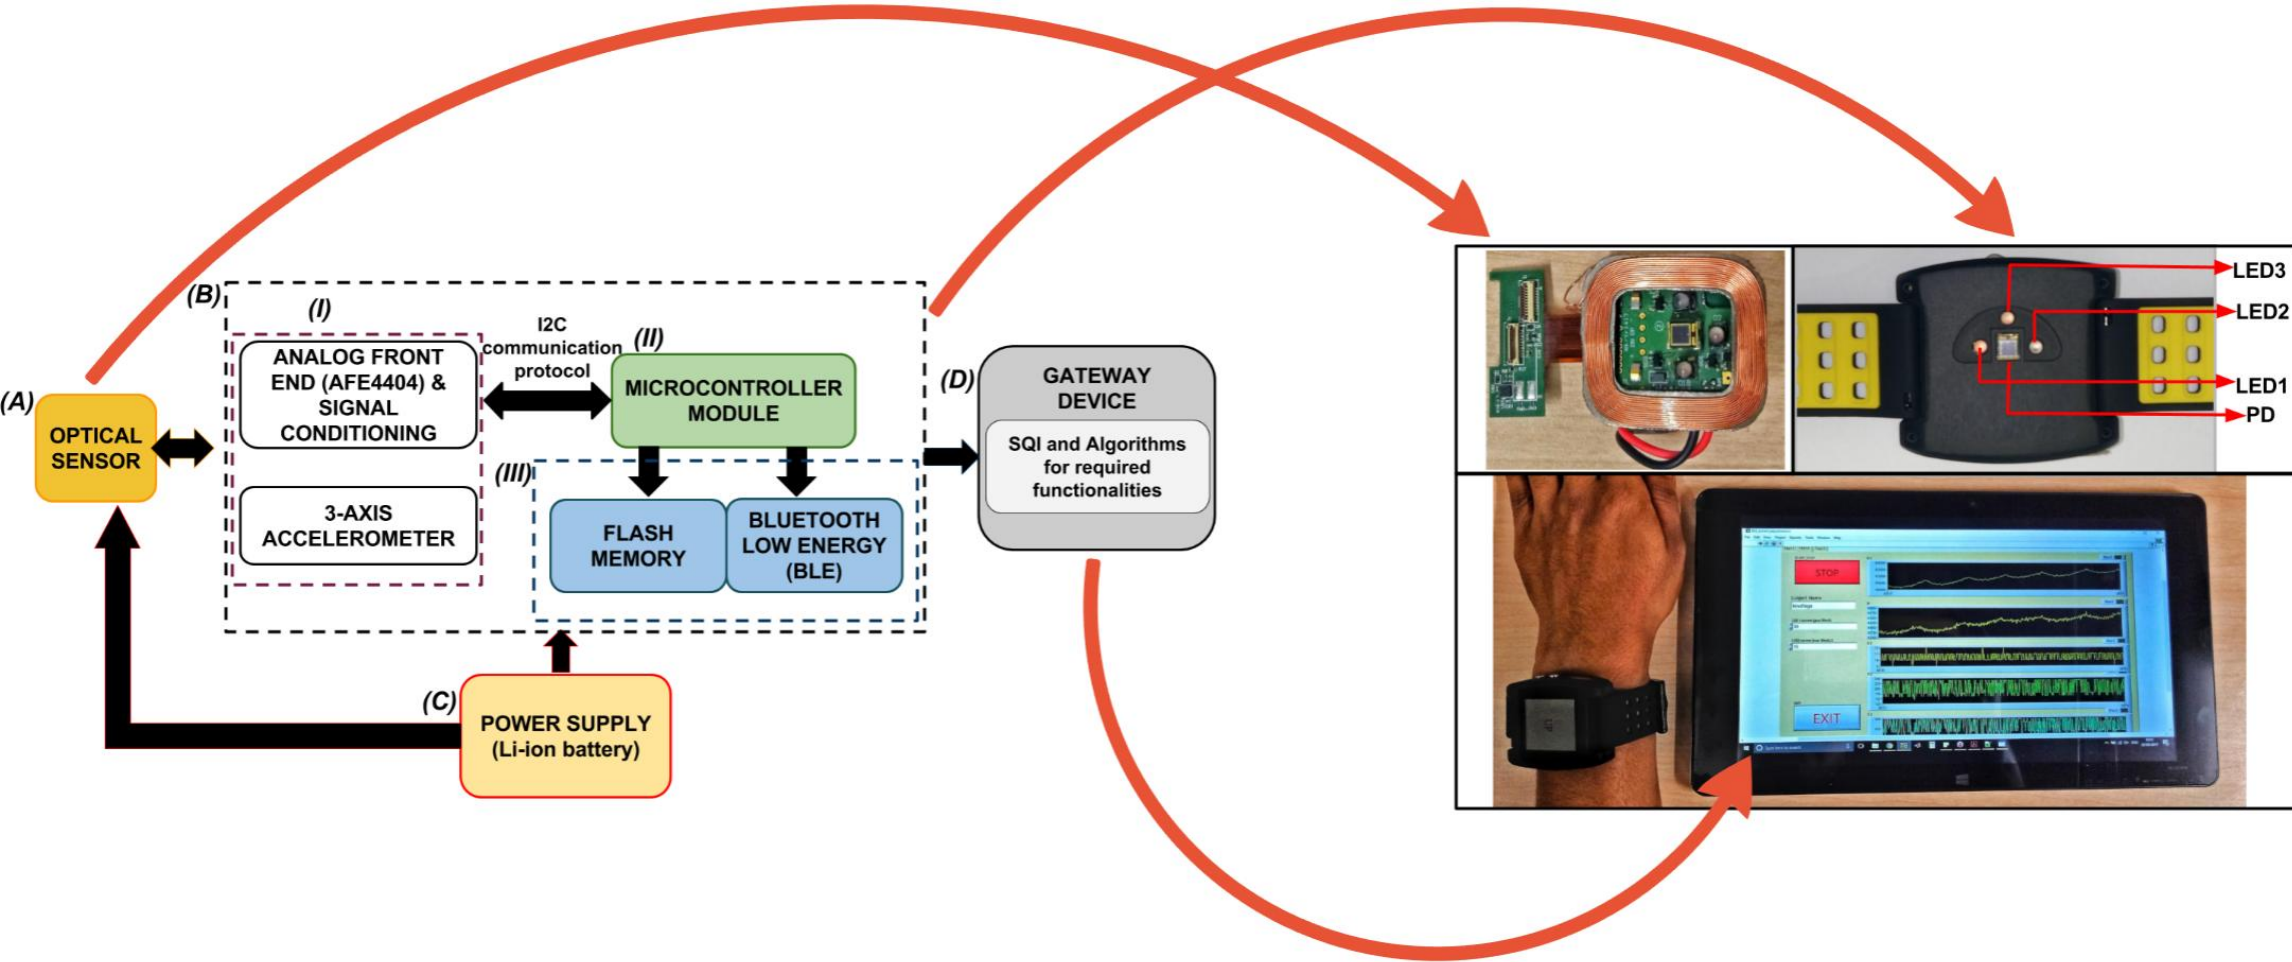 (A)
OPTICAL
SENSOR
(B)
(I)
ANALOG FRONT
END (AFE4404) &
SIGNAL
CONDITIONING
3-AXIS
ACCELEROMETER
I2C
communication
protocol
(II)
MICROCONTROLLER
MODULE
(III)
FLASH
MEMORY
BLUETOOTH
LOW ENERGY
(BLE)
(C)
POWER SUPPLY
(Li-ion battery)
(D)
GATEWAY
DEVICE
SQI and Algorithms
for required
functionalities
LED3
LED2
LED1
PD
STOP
EXIT